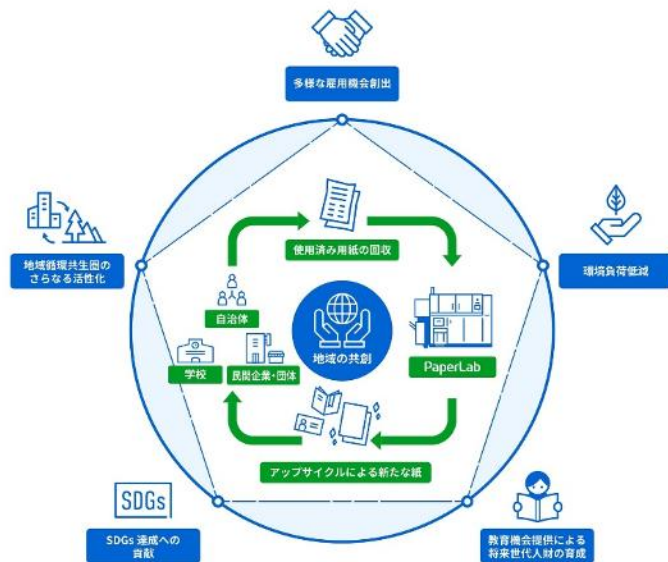 多様な雇用機会創出
地域循環共生圏の
さらなる活性化
環境負荷低減
使用済み用紙の回収
自治体
学校
民間企業・団体
地域の共創
PaperLab
アップサイクルによる新たな紙
SDGs
SDGs 達成への
貢献
教育機会提供による
将来世代人財の育成